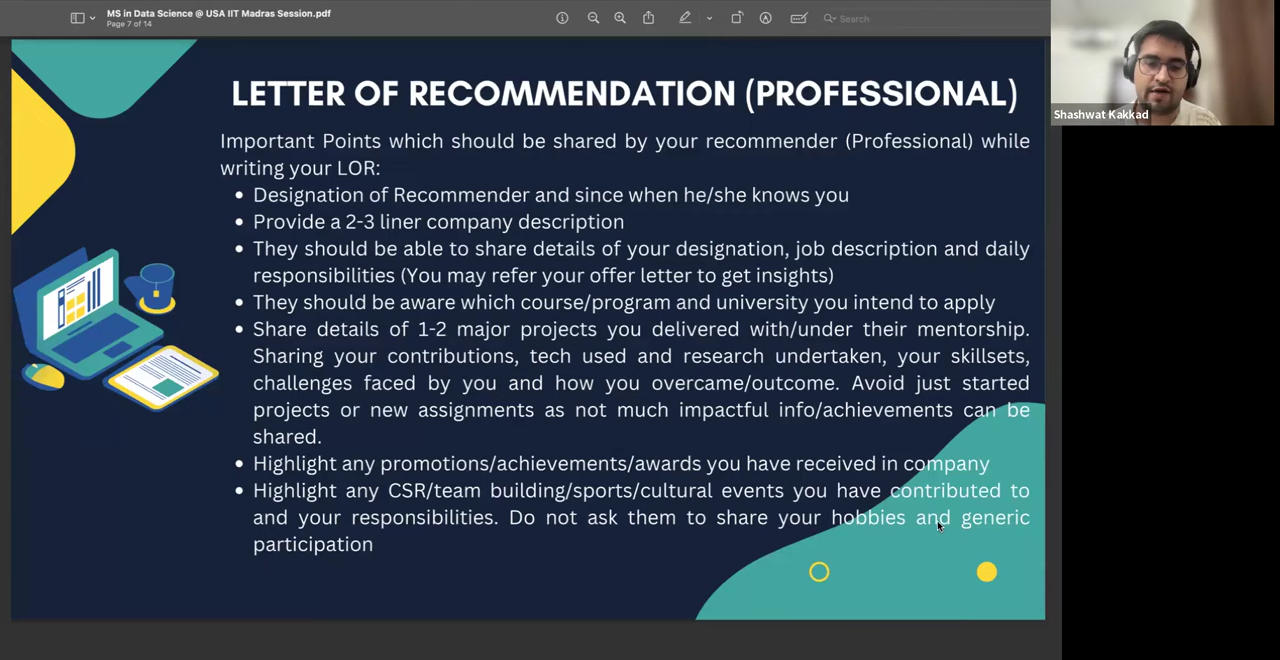 MS in Data Science @ USA IIT Madras Session.pdf
Page 7 of 14
Search
Shashwat Kakkad
LETTER OF RECOMMENDATION (PROFESSIONAL)
Important Points which should be shared by your recommender (Professional) while
writing your LOR:
• Designation of Recommender and since when he/she knows you
• Provide a 2-3 liner company description
• They should be able to share details of your designation, job description and daily
responsibilities (You may refer your offer letter to get insights)
• They should be aware which course/program and university you intend to apply
• Share details of 1-2 major projects you delivered with/under their mentorship.
Sharing your contributions, tech used and research undertaken, your skillsets,
challenges faced by you and how you overcame/outcome. Avoid just started
projects or new assignments as not much impactful info/achievements can be
shared.
• Highlight any promotions/achievements/awards you have received in company
• Highlight any CSR/team building/sports/cultural events you have contributed to
and your responsibilities. Do not ask them to share your hobbies and generic
participation